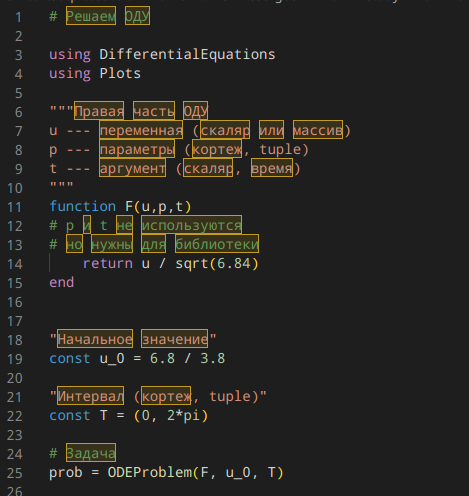 1 # Решаем ОДУ
2
3 using DifferentialEquations
4 using Plots
5
6 """Правая часть ОДУ
7 u --- переменная (скаляр или массив)
8 p --- параметры (кортеж, tuple)
9 t --- аргумент (скаляр, время)
10 """
11 function F(u,p,t)
12 # p и t не используются
13 # но нужны для библиотеки
14     return u / sqrt(6.84)
15 end
16
17
18 "Начальное значение"
19 const u_0 = 6.8 / 3.8
20
21 "Интервал (кортеж, tuple)"
22 const T = (0, 2*pi)
23
24 # Задача
25 prob = ODEProblem(F, u_0, T)
26